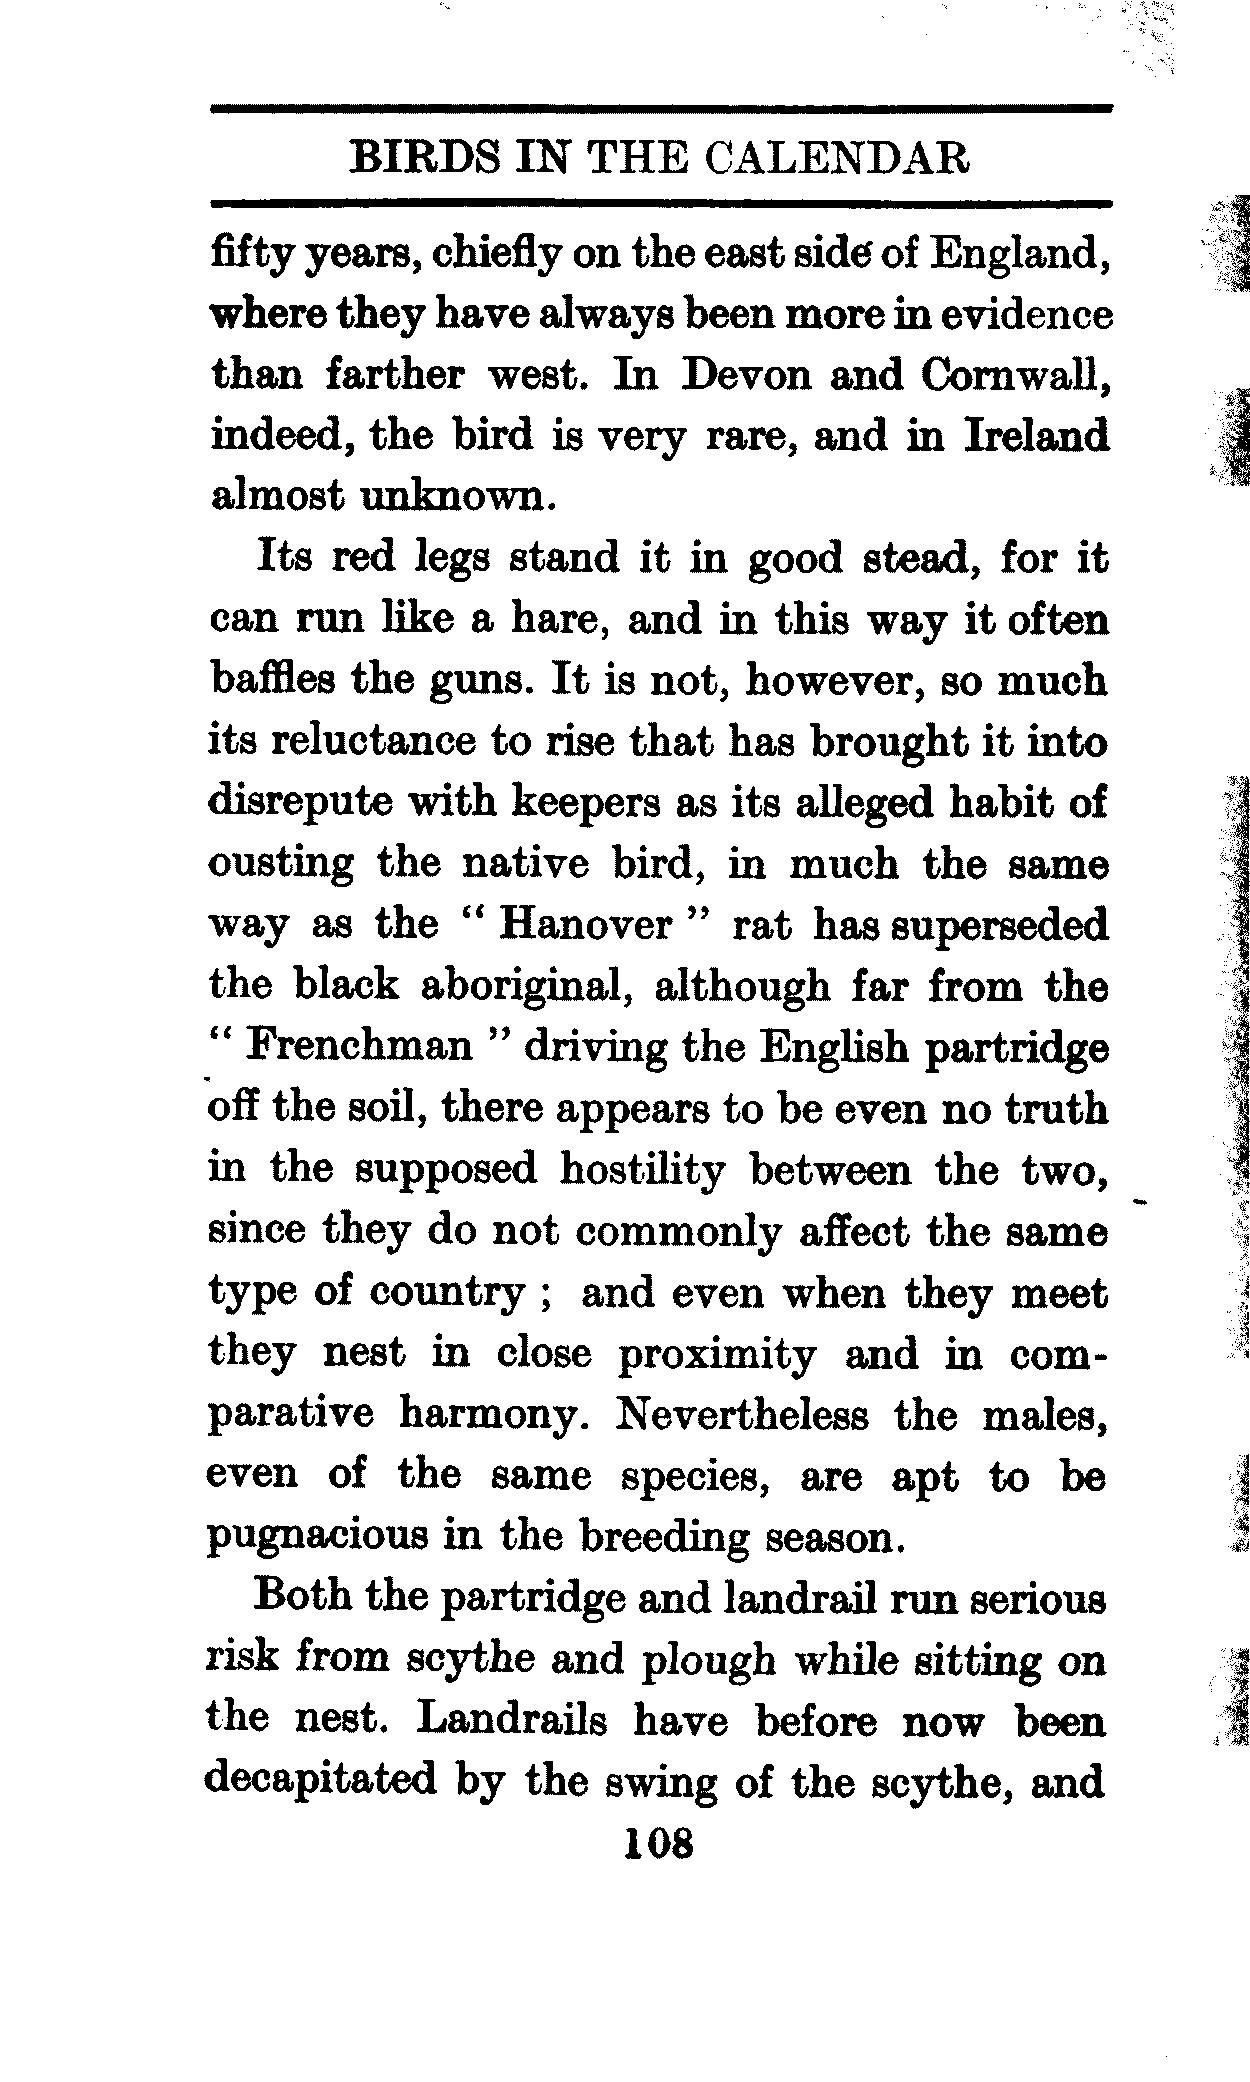 BIRDS IN THE CALENDAR
fifty years, chiefly on the east side of England,
where they have always been more in evidence
than farther west. In Devon and Cornwall,
indeed, the bird is very rare, and in Ireland
almost unknown.
Its red legs stand it in good stead, for it
can run like a hare, and in this way it often
baffles the guns. It is not, however, so much
its reluctance to rise that has brought it into
disrepute with keepers as its alleged habit of
ousting the native bird, in much the same
way as the " Hanover " rat has superseded
the black aboriginal, although far from the
" Frenchman " driving the English partridge
off the soil, there appears to be even no truth
in the supposed hostility between the two,
since they do not commonly affect the same
type of country ; and even when they meet
they nest in close proximity and in com-
parative harmony. Nevertheless the males,
even of the same species, are apt to be
pugnacious in the breeding season.
Both the partridge and landrail run serious
risk from scythe and plough while sitting on
the nest. Landrails have before now been
decapitated by the swing of the scythe, and
108